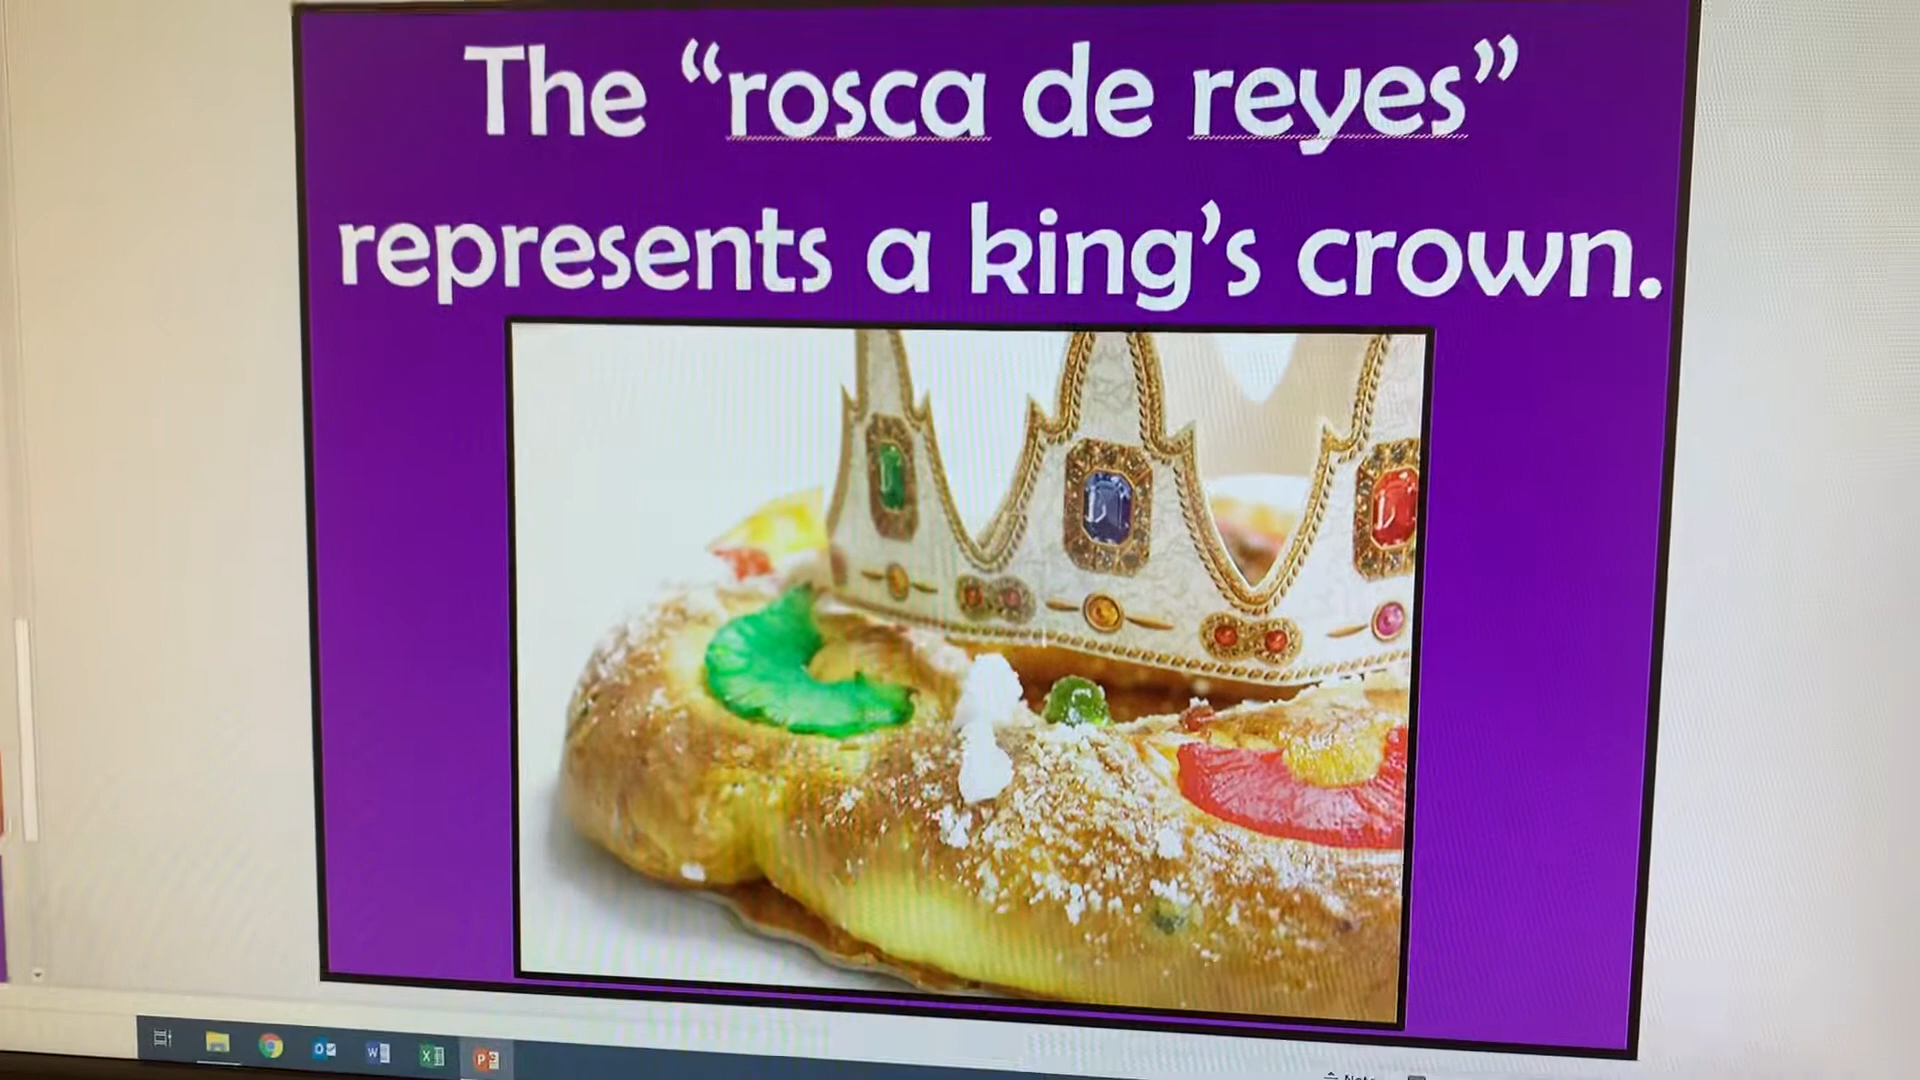 The “rosca de reyes”
represents a king’s crown.